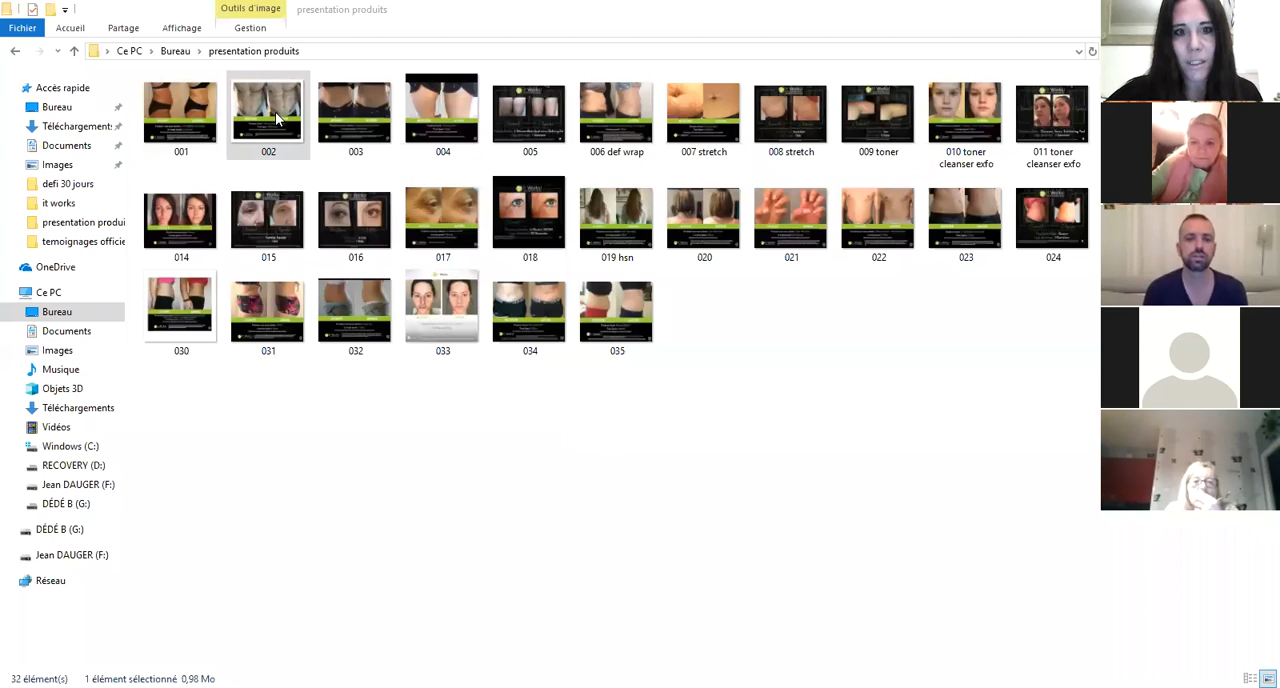 Outils d'image
presentation produits
Fichier
Accueil
Partage
Affichage
Gestion
Ce PC
Bureau
presentation produits
Accès rapide
Bureau
Téléchargement:
Documents
Images
defi 30 jours
it works
presentation produi
temoignages officie
OneDrive
Ce PC
Bureau
Documents
Images
Musique
Objets 3D
Téléchargements
Vidéos
Windows (C:)
RECOVERY (D:)
Jean DAUGER (F:)
DÉDÉ B (G:)
DÉDÉ B (G:)
Jean DAUGER (F:)
Réseau
001
002
003
004
005
006 def wrap
007 stretch
008 stretch
009 toner
010 toner
cleanser exfo
011 toner
cleanser exfo
014
015
016
017
018
019 hsn
020
021
022
023
024
030
031
032
033
034
035
32 élément(s)
1 élément sélectionné 0,98 Mo